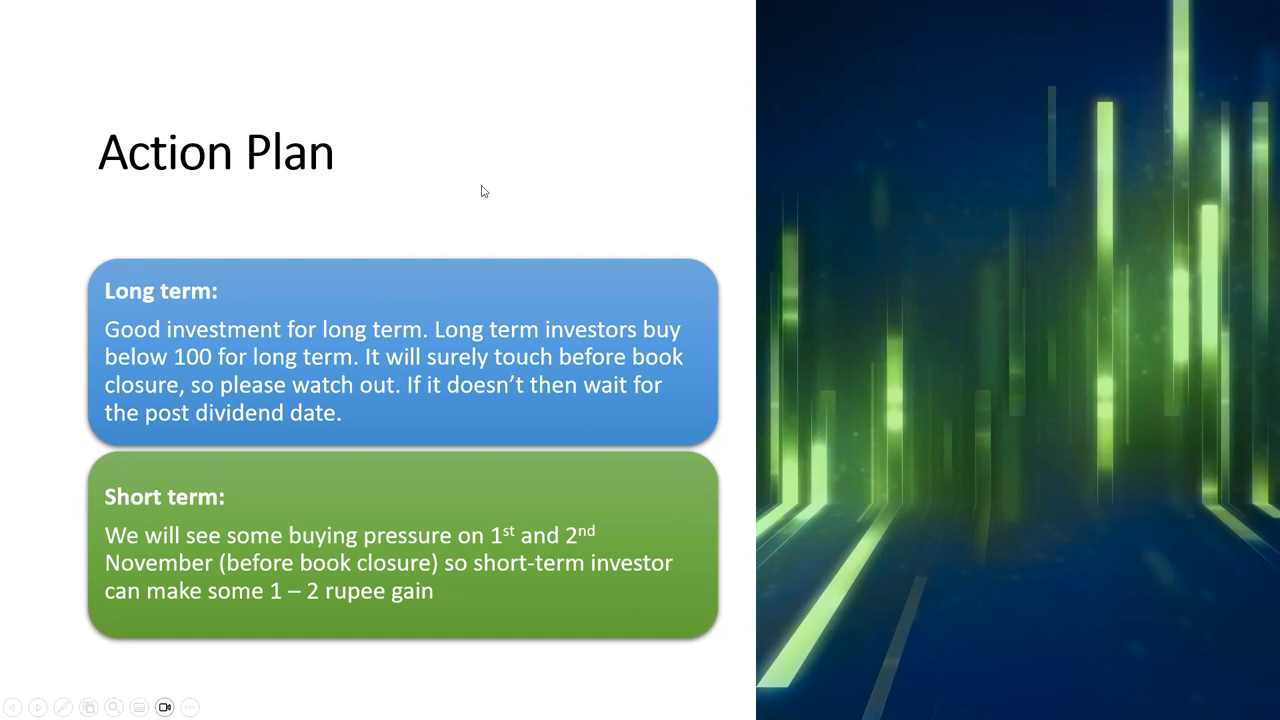 Action Plan
Long term:
Good investment for long term. Long term investors buy
below 100 for long term. It will surely touch before book
closure, so please watch out. If it doesn’t then wait for
the post dividend date.
Short term:
We will see some buying pressure on 1st and 2nd
November (before book closure) so short-term investor
can make some 1 – 2 rupee gain